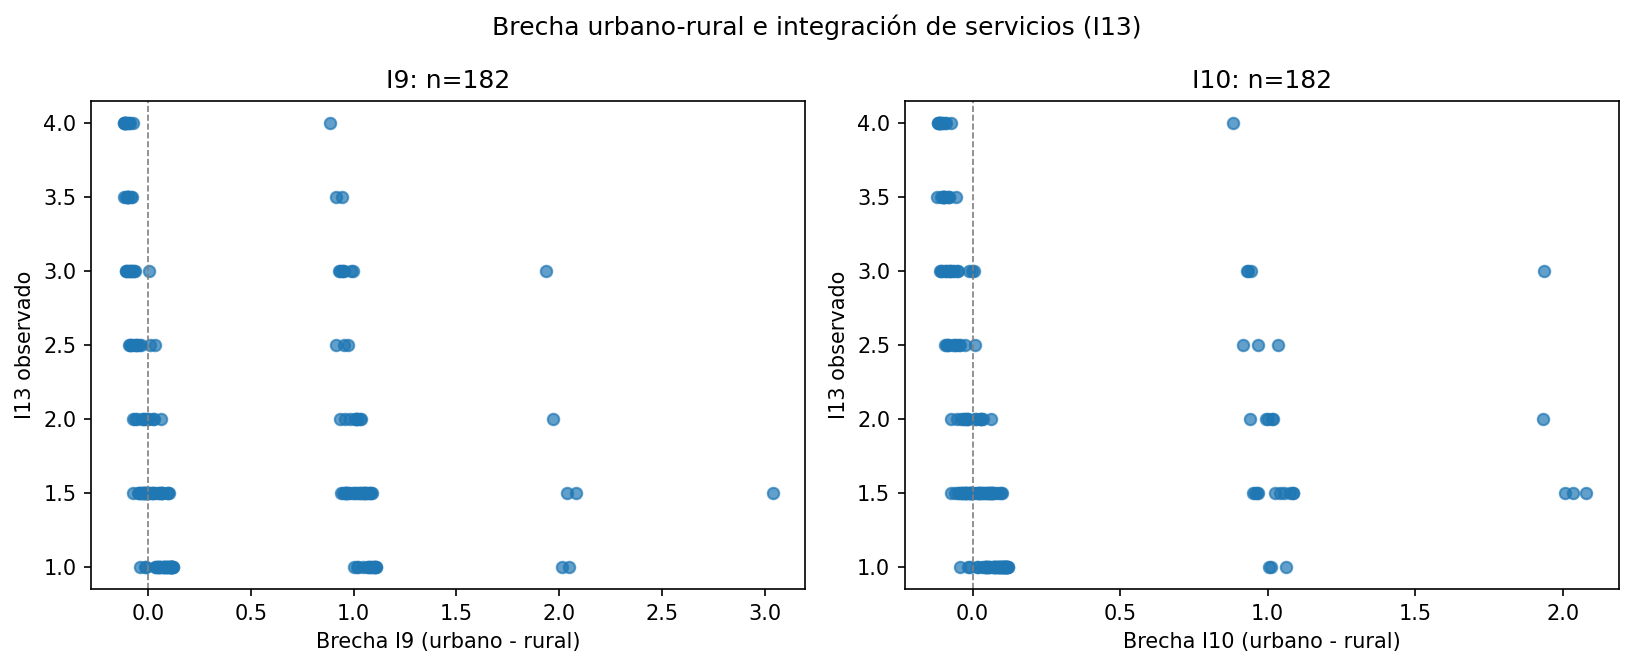 Brecha urbano-rural e integración de servicios (I13)
I9: n=182
I13 observado
4.0
3.5
3.0
2.5
2.0
1.5
1.0
0.0 0.5 1.0 1.5 2.0 2.5 3.0
Brecha I9 (urbano - rural)
I10: n=182
I13 observado
4.0
3.5
3.0
2.5
2.0
1.5
1.0
0.0 0.5 1.0 1.5 2.0
Brecha I10 (urbano - rural)